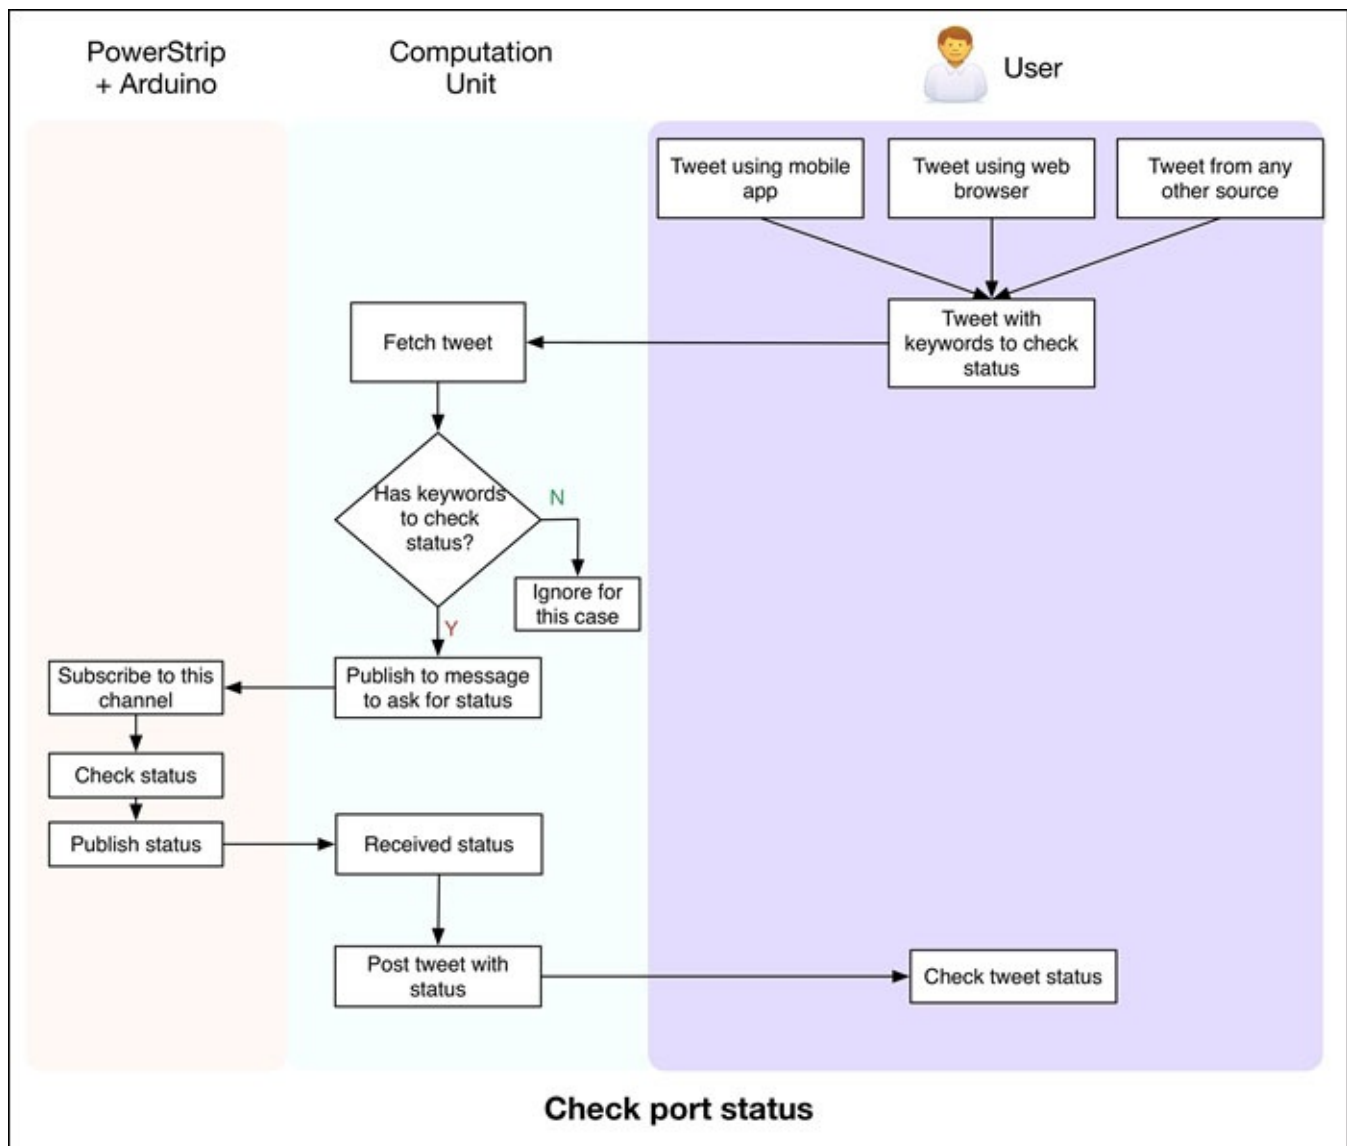 PowerStrip
+ Arduino
Computation
Unit
User
Tweet using mobile
app
Tweet using web
browser
Tweet from any
other source
Fetch tweet
Tweet with
keywords to check
status
Has keywords
to check
status?
N
Ignore for
this case
Y
Subscribe to this
channel
Publish to message
to ask for status
Check status
Publish status
Received status
Post tweet with
status
Check tweet status
Check port status